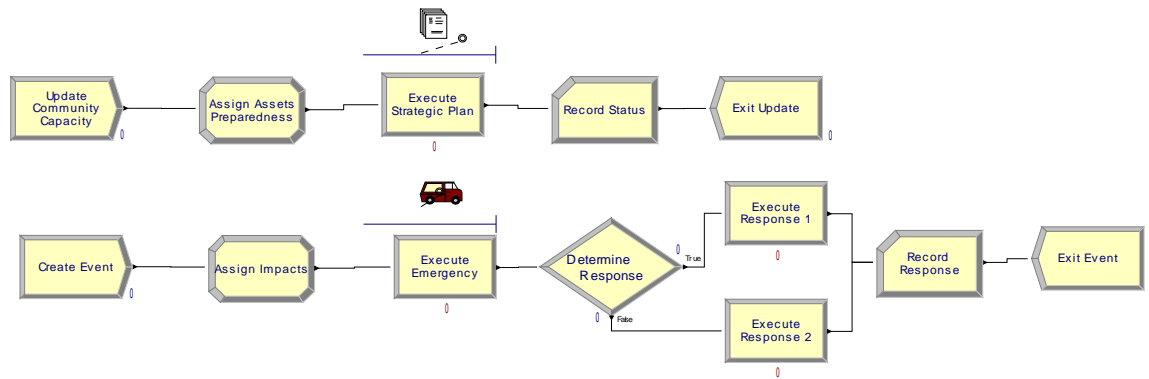 Update
Community
Capacity
0
Assign Assets
Preparedness
Execute
Strategic Plan
0
Record Status
Exit Update
0
Create Event
0
Assign Impacts
Execute
Emergency
0
Determine
Response
0
True
0
False
Execute
Response 1
0
Execute
Response 2
0
Record
Response
Exit Event